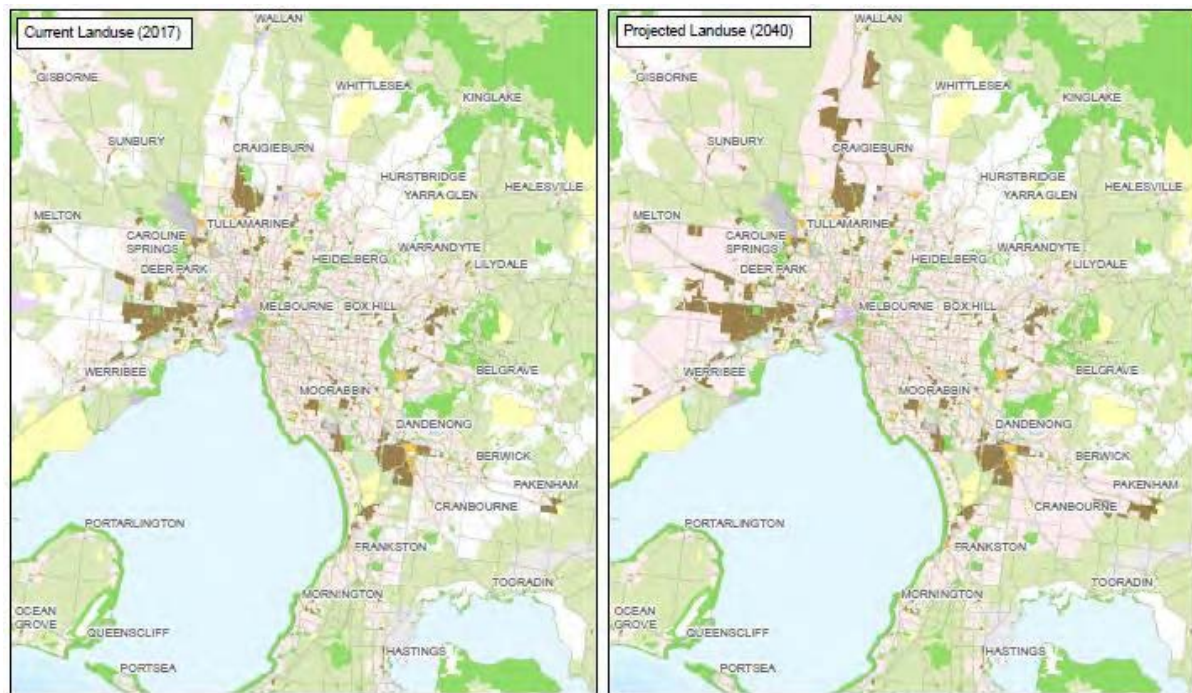 Current Landuse (2017)
WALLAN
GISBORNE
WHITTLESEA
KINGLAKE
SUNBURY
CRAIGIEBURN
HURSTBRIDGE
YARRA GLEN
HEALESVILLE
MELTON
TULLAMARINE
CAROLINE
SPRINGS
WARRANDYTE
HEIDELBERG
LILYDALE
DEER PARK
MELBOURNE
BOX HILL
WERRIBEE
BELGRAVE
MOORABBIN
DANDENONG
BERWICK
PAKENHAM
CRANBOURNE
PORTARLINGTON
FRANKSTON
TOORADIN
MORNINGTON
OCEAN
GROVE
QUEENSCLIFF
HASTINGS
PORTSEA
Projected Landuse (2040)
WALLAN
GISBORNE
WHITTLESEA
KINGLAKE
SUNBURY
CRAIGIEBURN
HURSTBRIDGE
YARRA GLEN
HEALESVILLE
MELTON
TULLAMARINE
CAROLINE
SPRINGS
WARRANDYTE
HEIDELBERG
LILYDALE
DEER PARK
MELBOURNE
BOX HILL
WERRIBEE
BELGRAVE
MOORABBIN
DANDENONG
BERWICK
PAKENHAM
CRANBOURNE
PORTARLINGTON
FRANKSTON
TOORADIN
MORNINGTON
OCEAN
GROVE
QUEENSCLIFF
HASTINGS
PORTSEA